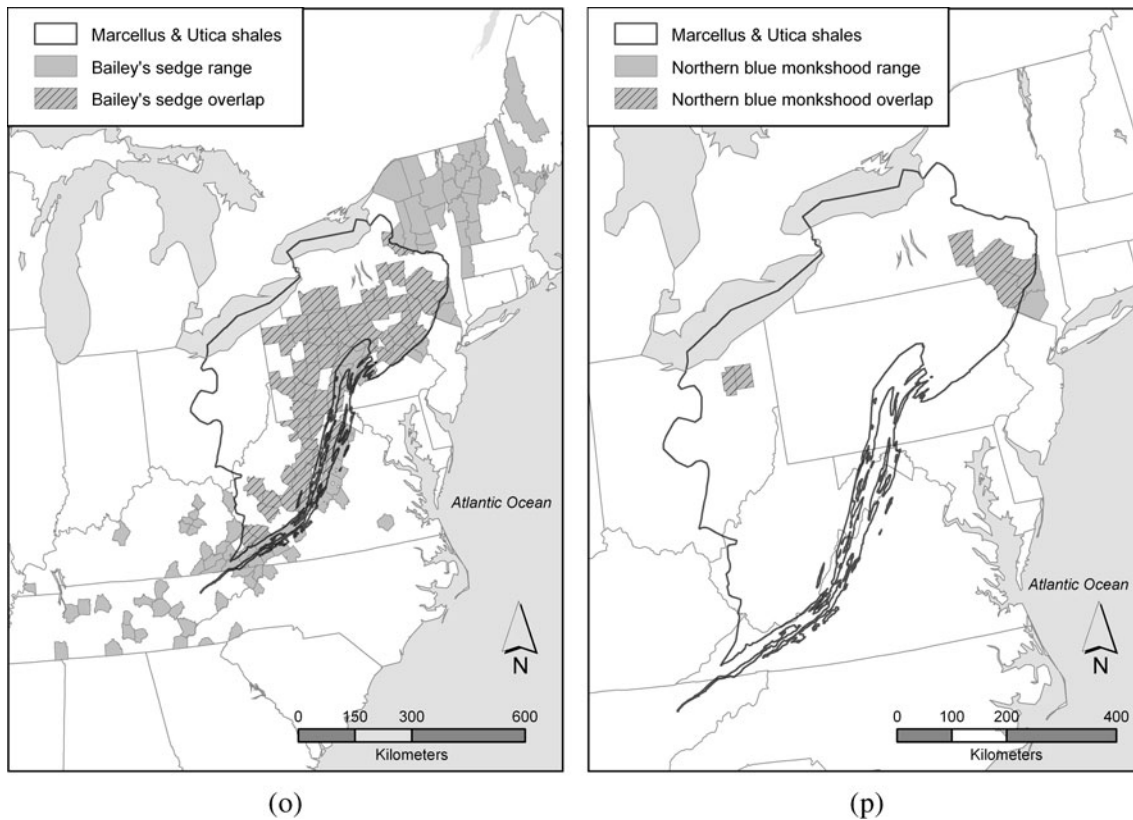 Marcellus & Utica shales
Bailey's sedge range
Bailey's sedge overlap
Atlantic Ocean
N
0 150 300 600
Kilometers
(o)
Marcellus & Utica shales
Northern blue monkshood range
Northern blue monkshood overlap
Atlantic Ocean
N
0 100 200 400
Kilometers
(p)